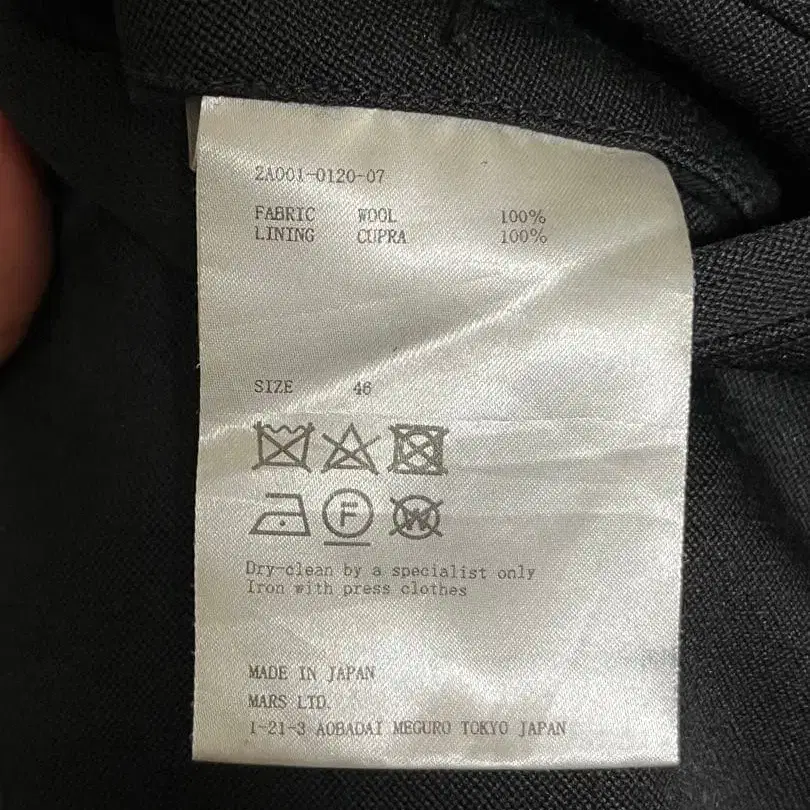 2A001-0120-07
FABRIC WOOL 100%
LINING CUPRA 100%
SIZE 46
F W
Dry-clean by a specialist only
Iron with press clothes
MADE IN JAPAN
MARS LTD.
1-21-3 AOBADAI MEGURO TOKYO JAPAN